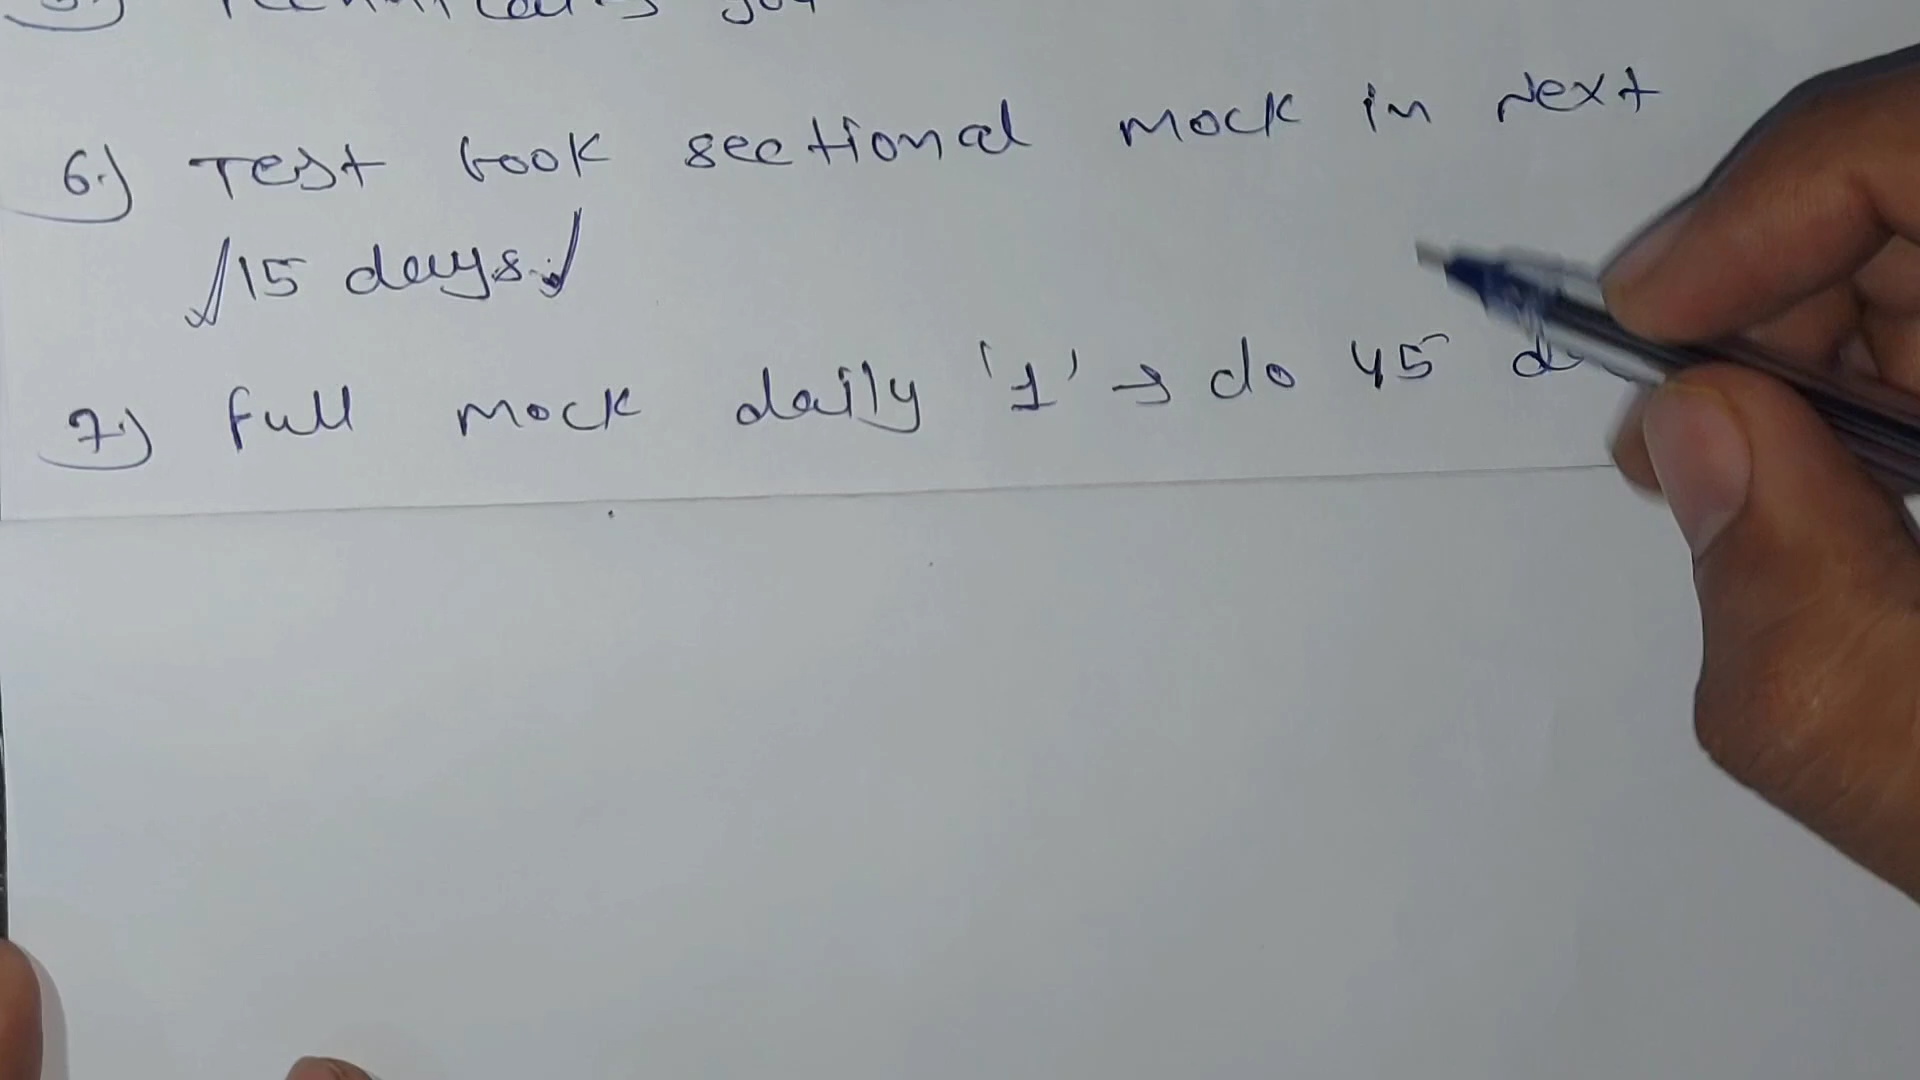 6.) Test book sectional mock in Next
15 days.
7.) full mock daily '1' → do 45